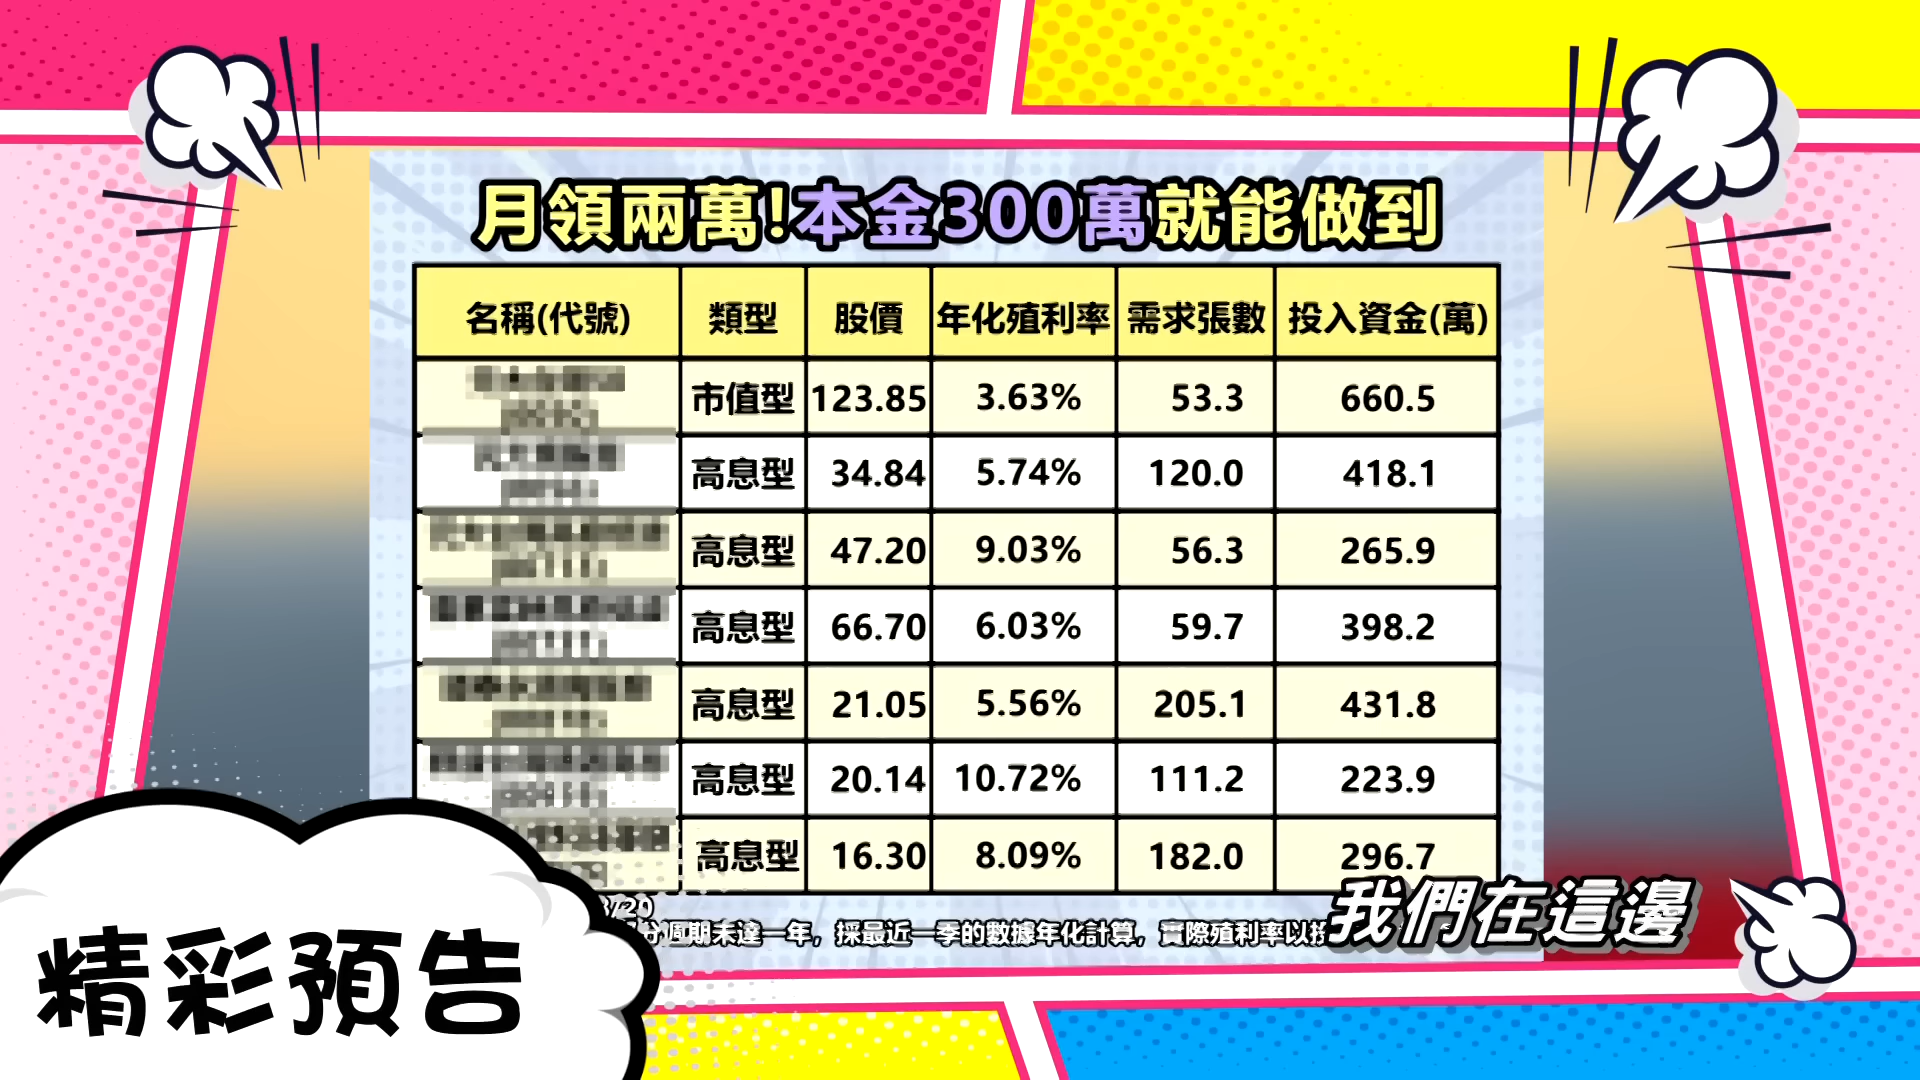 月領兩萬!本金300萬就能做到
名稱(代號) 類型 股價 年化殖利率 需求張數 投入資金(萬)
市值型 123.85 3.63% 53.3 660.5
高息型 34.84 5.74% 120.0 418.1
高息型 47.20 9.03% 56.3 265.9
高息型 66.70 6.03% 59.7 398.2
高息型 21.05 5.56% 205.1 431.8
高息型 20.14 10.72% 111.2 223.9
高息型 16.30 8.09% 182.0 296.7
/20
分週期未達一年, 採最近一季的數據年化計算, 實際殖利率以
我們在這邊
精彩預告